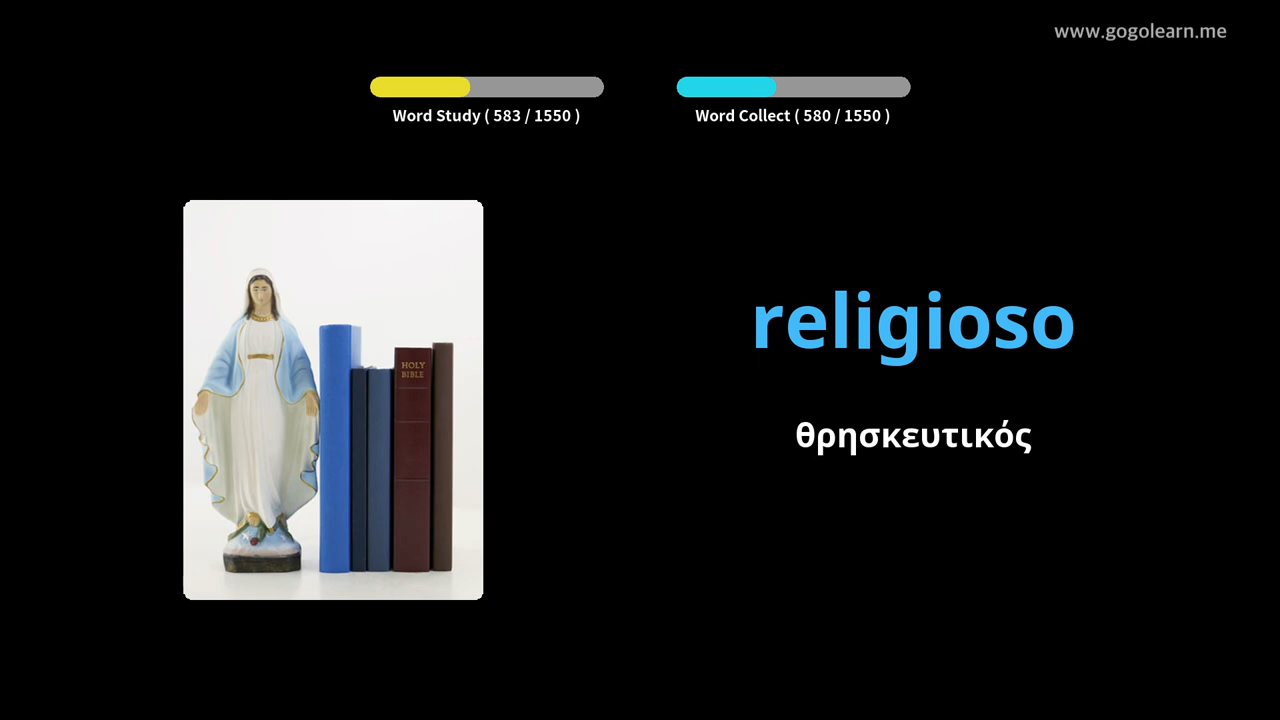 www.gogolearn.me
Word Study ( 583 / 1550 )
Word Collect ( 580 / 1550 )
HOLY
BIBLE
religioso
θρησκευτικός